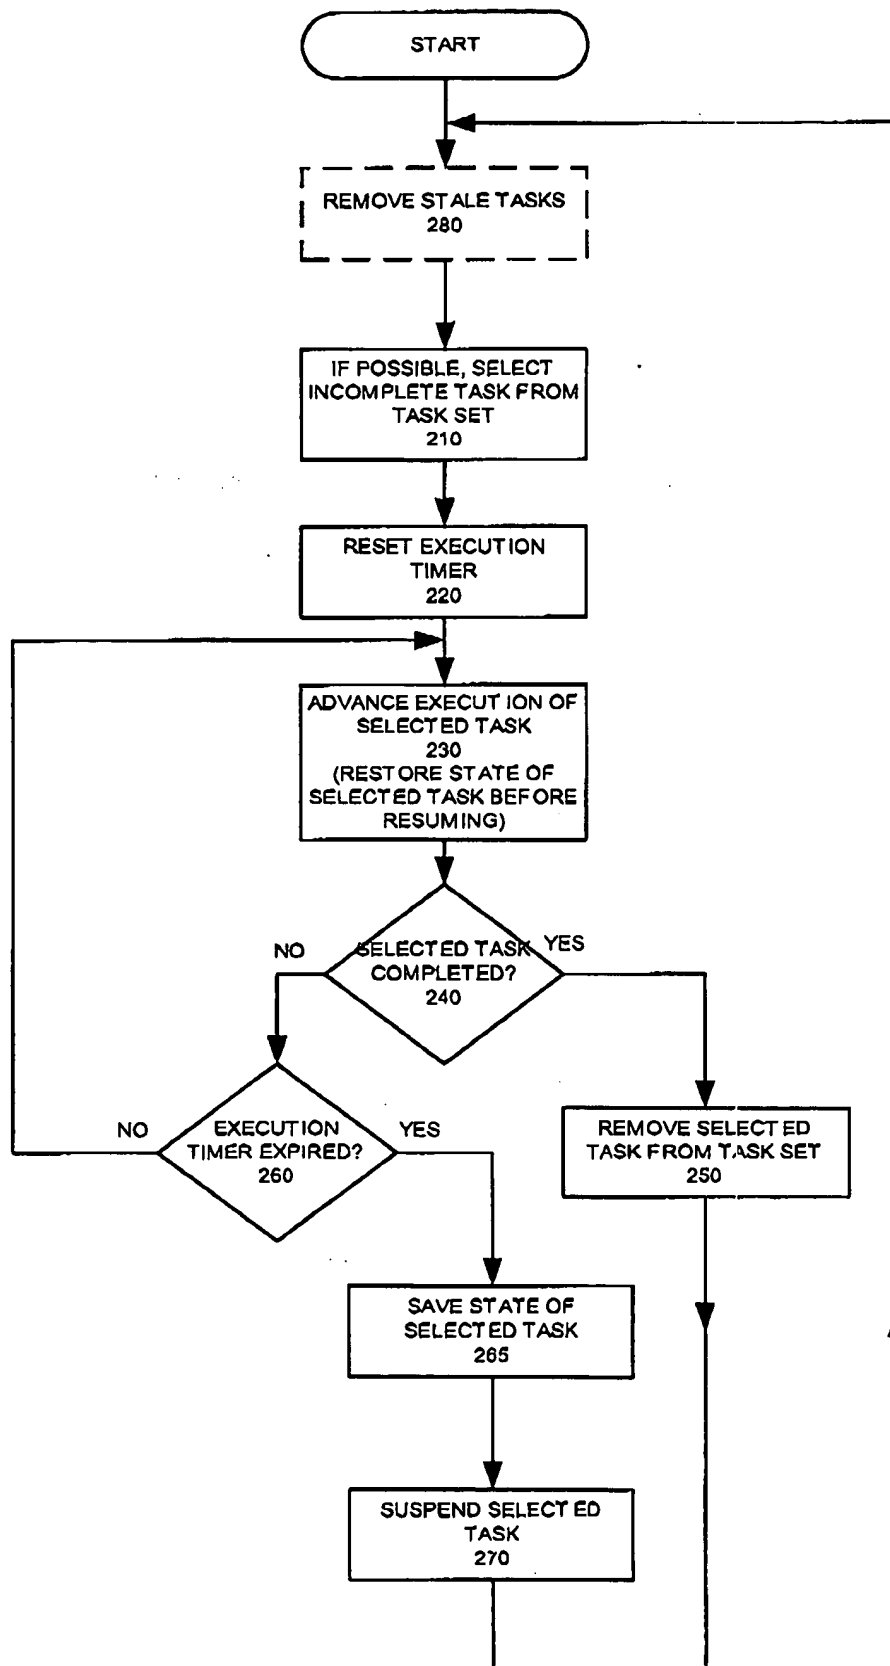 START
REMOVE STALE TASKS
280
IF POSSIBLE, SELECT
INCOMPLETE TASK FROM
TASK SET
210
RESET EXECUTION
TIMER
220
ADVANCE EXECUTION OF
SELECTED TASK
230
(RESTORE STATE OF
SELECTED TASK BEFORE
RESUMING)
NO
SELECTED TASK
COMPLETED?
240
YES
NO
EXECUTION
TIMER EXPIRED?
260
YES
REMOVE SELECTED
TASK FROM TASK SET
250
SAVE STATE OF
SELECTED TASK
265
SUSPEND SELECTED
TASK
270